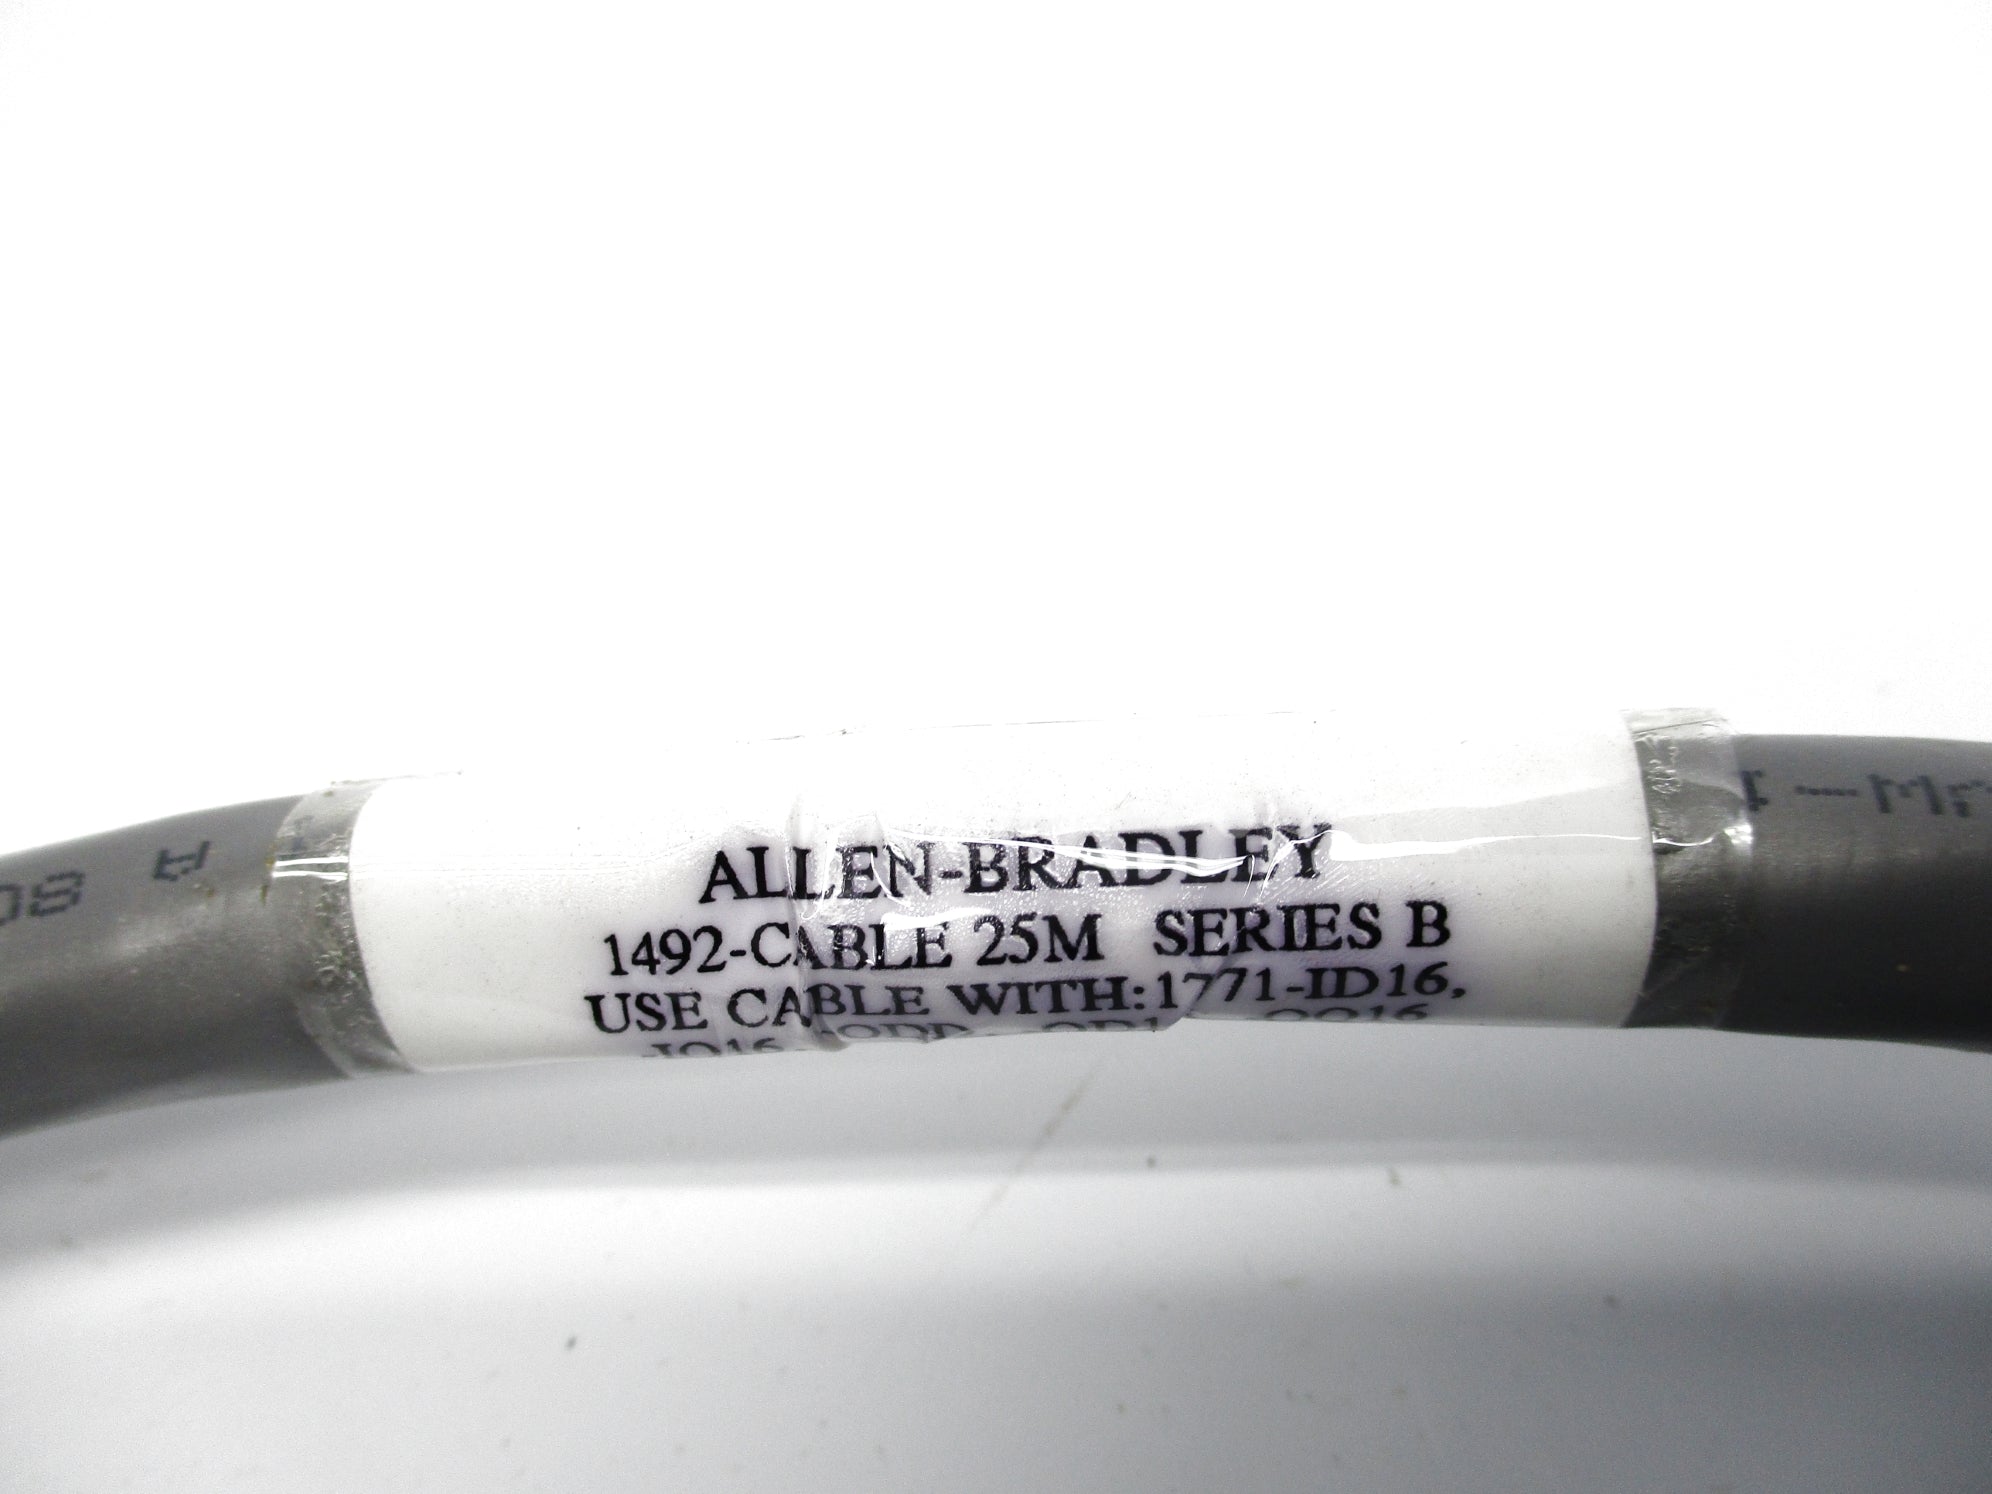 ALLEN-BRADLEY
1492-CABLE 25M SERIES B
USE CABLE WITH: 1771-ID16,